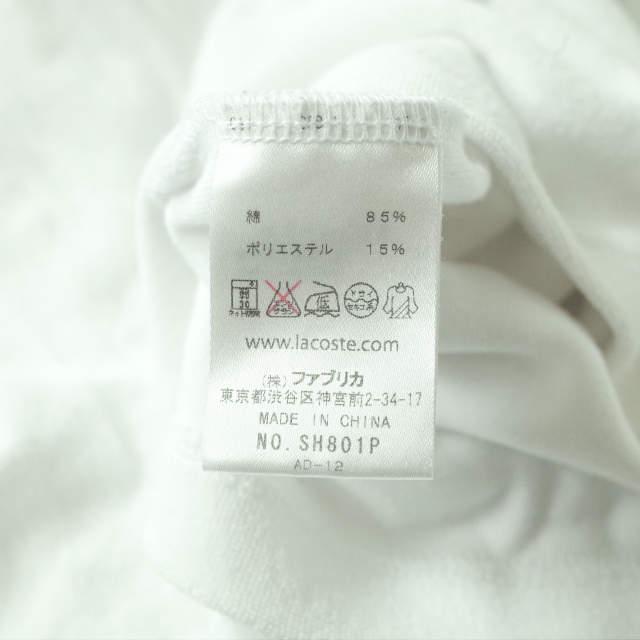 綿 85%
ポリエステル 15%
www.lacoste.com
(株) ファブリカ
東京都渋谷区神宮前2-34-17
MADE IN CHINA
NO. SH801P
AD-12